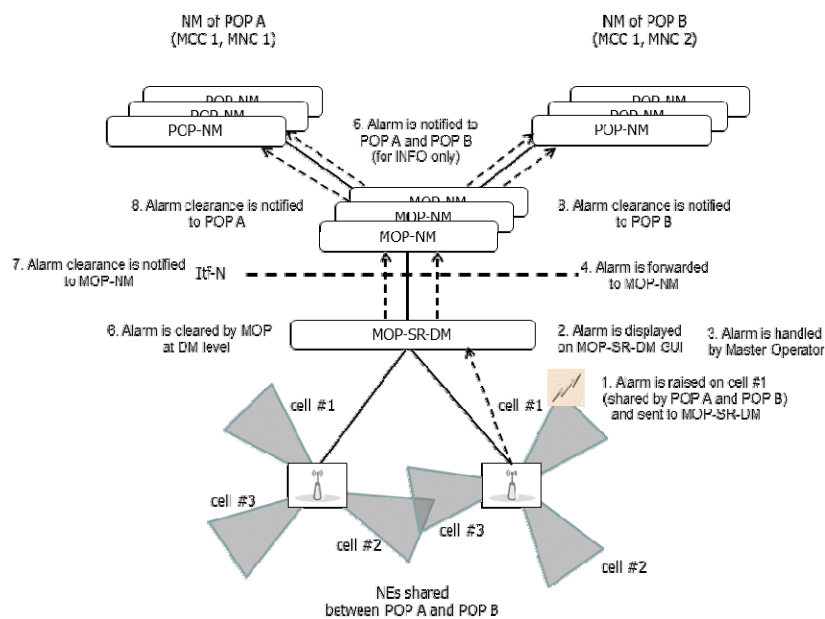 NM of POP A
(MCC 1, MNC 1)
NM of POP B
(MCC 1, MNC 2)
POP-NM
POP-NM
POP-NM
POP-NM
POP-NM
POP-NM
6. Alarm is notified to
POP A and POP B
(for INFO only)
8. Alarm clearance is notified
to POP A
MOP-NM
MOP-NM
MOP-NM
8. Alarm clearance is notified
to POP B
7. Alarm clearance is notified
to MOP-NM
Itf-N
4. Alarm is forwarded
to MOP-NM
6. Alarm is cleared by MOP
at DM level
MOP-SR-DM
2. Alarm is displayed
on MOP-SR-DM GUI
3. Alarm is handled
by Master Operator
1. Alarm is raised on cell #1
(shared by POP A and POP B)
and sent to MOP-SR-DM
cell #1
cell #1
cell #3
cell #2
cell #3
cell #2
NEs shared
between POP A and POP B